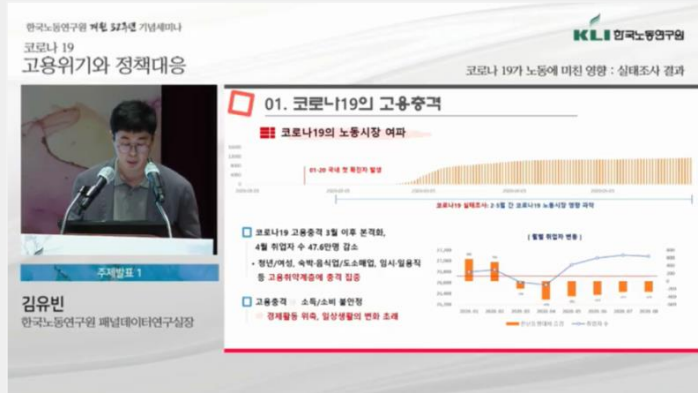 한국노동연구원 개원 32주년 기념세미나
코로나 19
고용위기와 정책대응
KLI 한국노동연구원
코로나 19가 노동에 미친 영향 : 실태조사 결과
01. 코로나19의 고용충격
코로나19의 노동시장 여파
01-20 국내 첫 확진자 발생
코로나19 실태조사: 2-5월 간 코로나19 노동시장 영향 파악
코로나19 고용충격 3월 이후 본격화,
4월 취업자 수 47.6만명 감소
- 청년/여성, 숙박·음식업/도소매업, 임시·일용직
등 고용취약계층에 충격 집중
고용충격 소득/소비 불안정
경제활동 위축, 일상생활의 변화 초래
| 월별 취업자 변동 |
주제발표 1
김유빈
한국노동연구원 패널데이터연구실장